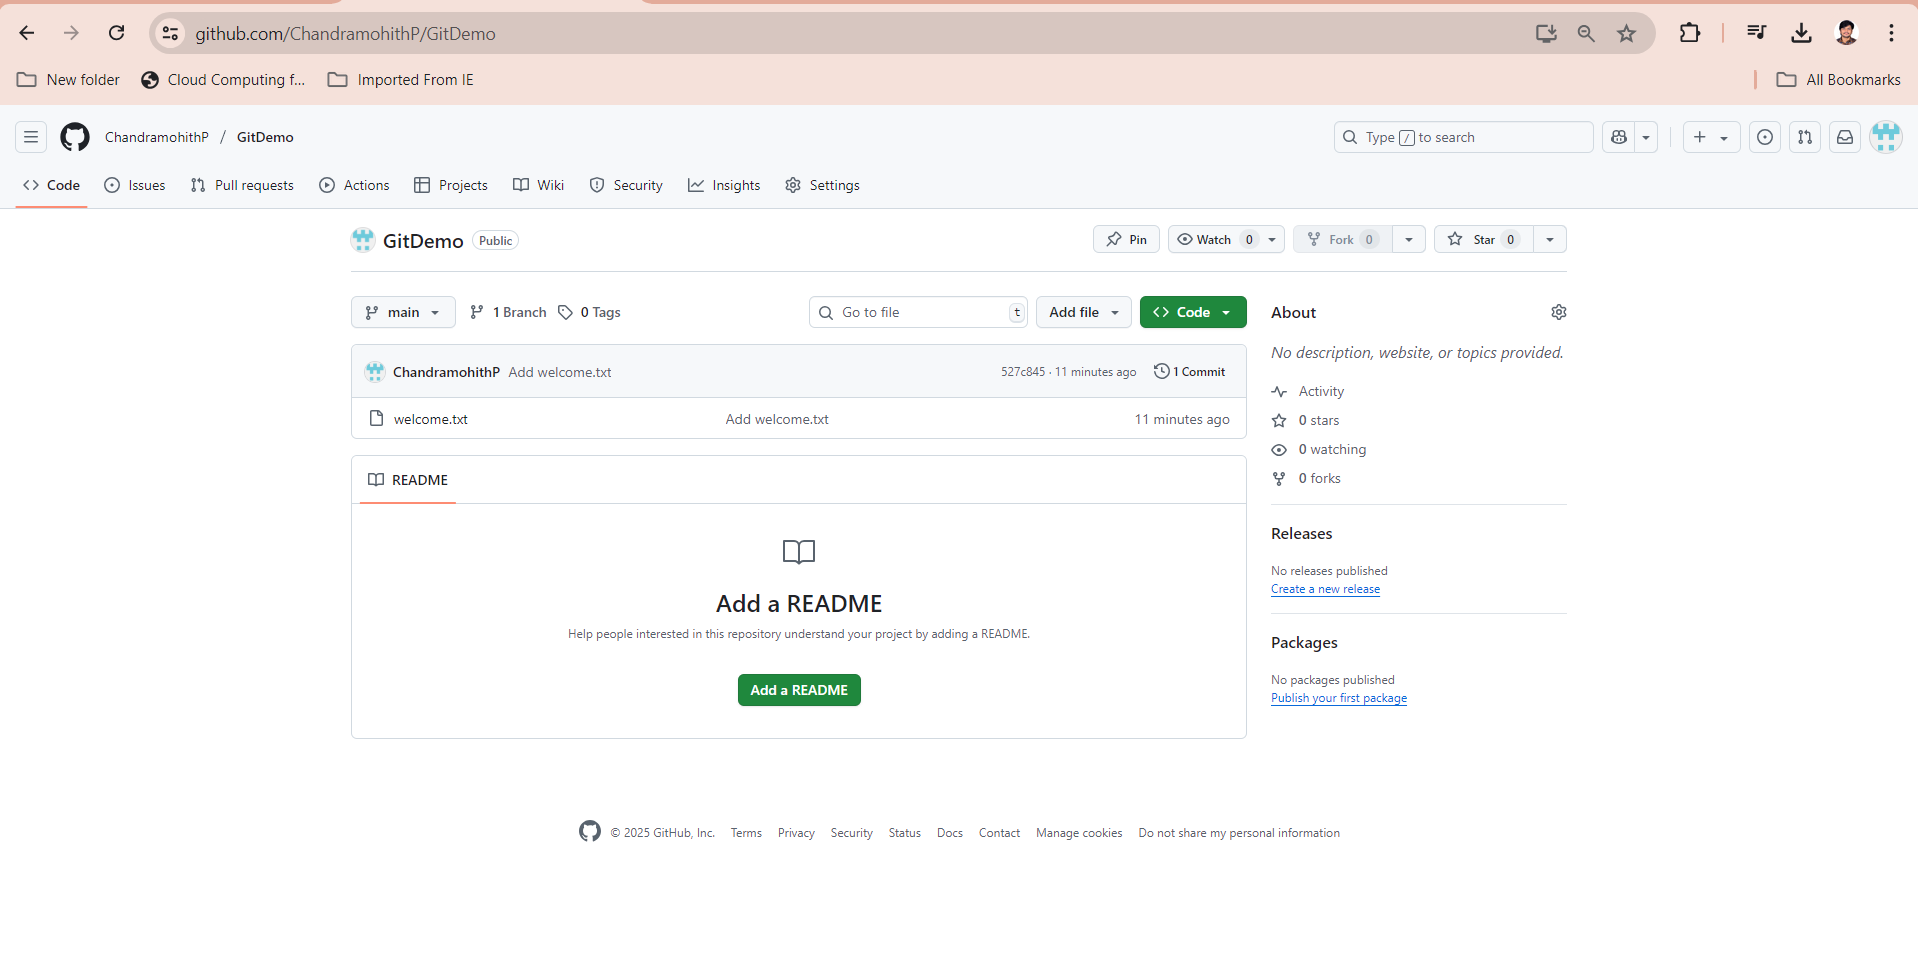 github.com/ChandramohithP/GitDemo
New folder
Cloud Computing f...
Imported From IE
All Bookmarks
ChandramohithP / GitDemo
Type / to search
Code
Issues
Pull requests
Actions
Projects
Wiki
Security
Insights
Settings
GitDemo Public
Pin
Watch 0
Fork 0
Star 0
main
1 Branch
0 Tags
Go to file t
Add file
Code
ChandramohithP Add welcome.txt 527c845 · 11 minutes ago 1 Commit
welcome.txt Add welcome.txt 11 minutes ago
README
Add a README
Help people interested in this repository understand your project by adding a README.
Add a README
About
No description, website, or topics provided.
Activity
0 stars
0 watching
0 forks
Releases
No releases published
Create a new release
Packages
No packages published
Publish your first package
© 2025 GitHub, Inc. Terms Privacy Security Status Docs Contact Manage cookies Do not share my personal information